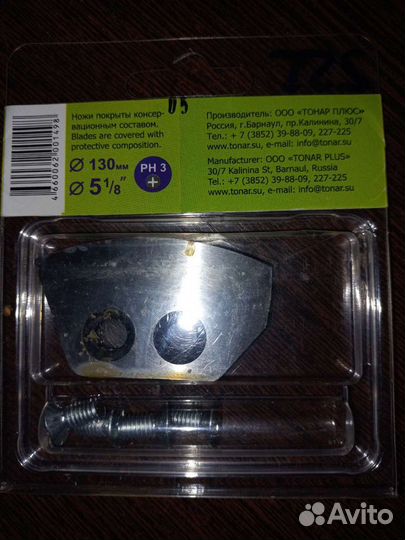 Ножи покрыты консер-
вационным составом.
Blades are covered with
protective composition.
Ø 130мм
Ø 5 1/8"
PH 3
4660062001498
Производитель: ООО «ТОНАР ПЛЮС»
Россия, г.Барнаул, пр.Калинина, 30/7
Тел.: + 7 (3852) 39-88-09, 227-225
www.tonar.su, e-mail: info@tonar.su
Manufacturer: OOO "TONAR PLUS"
30/7 Kalinina St, Barnaul, Russia
Tel.: +7 (3852) 39-88-09, 227-225
www.tonar.su, e-mail: info@tonar.su
Avito